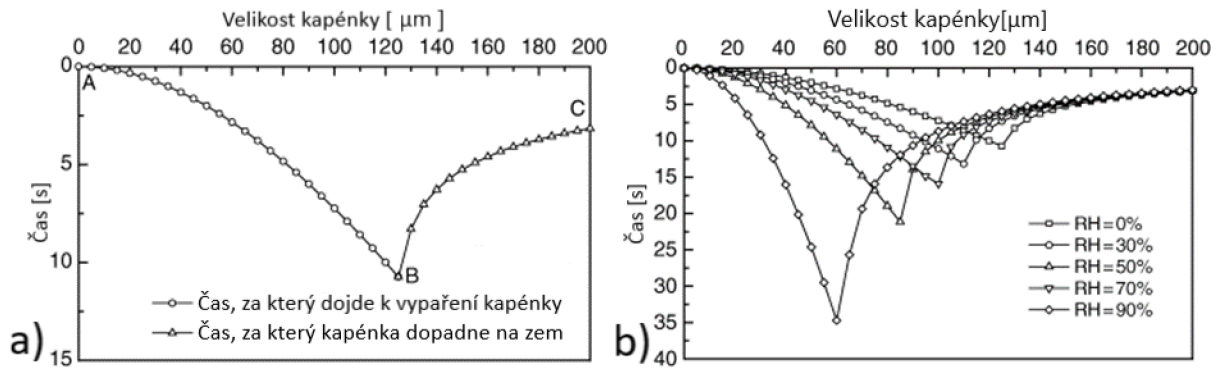 Velikost kapénky [ µm ]
0 20 40 60 80 100 120 140 160 180 200
0
5
10
15
Čas [s]
A
B
C
Čas, za který dojde k vypaření kapénky
Čas, za který kapénka dopadne na zem
a)
Velikost kapénky[µm]
0 20 40 60 80 100 120 140 160 180 200
0
5
10
15
20
25
30
35
40
Čas [s]
RH=0%
RH=30%
RH=50%
RH=70%
RH=90%
b)